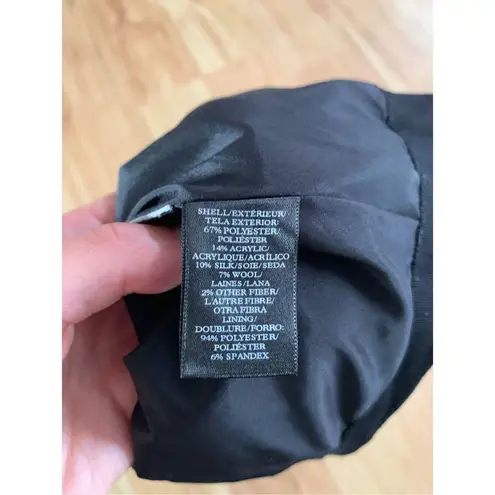 SHELL/EXTÉRIEUR/
TELA EXTERIOR:
67% POLYESTER/
POLIÉSTER
14% ACRYLIC/
ACRYLIQUE/ACRÍLICO
10% SILK/SOIE/SEDA
7% WOOL/
LAINES/LANA
2% OTHER FIBER/
L'AUTRE FIBRE/
OTRA FIBRA
LINING/
DOUBLURE/FORRO:
94% POLYESTER/
POLIÉSTER
6% SPANDEX